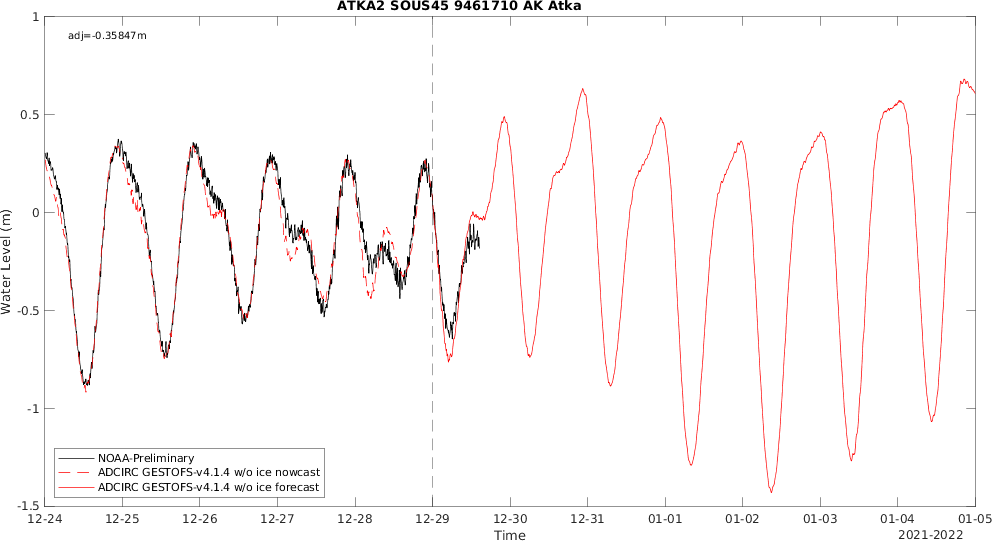 ATKA2 SOUS45 9461710 AK Atka
adj=-0.35847m
1
0.5
0
-0.5
-1
-1.5
Water Level (m)
NOAA-Preliminary
ADCIRC GESTOFS-v4.1.4 w/o ice nowcast
ADCIRC GESTOFS-v4.1.4 w/o ice forecast
12-24 12-25 12-26 12-27 12-28 12-29 12-30 12-31 01-01 01-02 01-03 01-04 01-05
Time
2021-2022